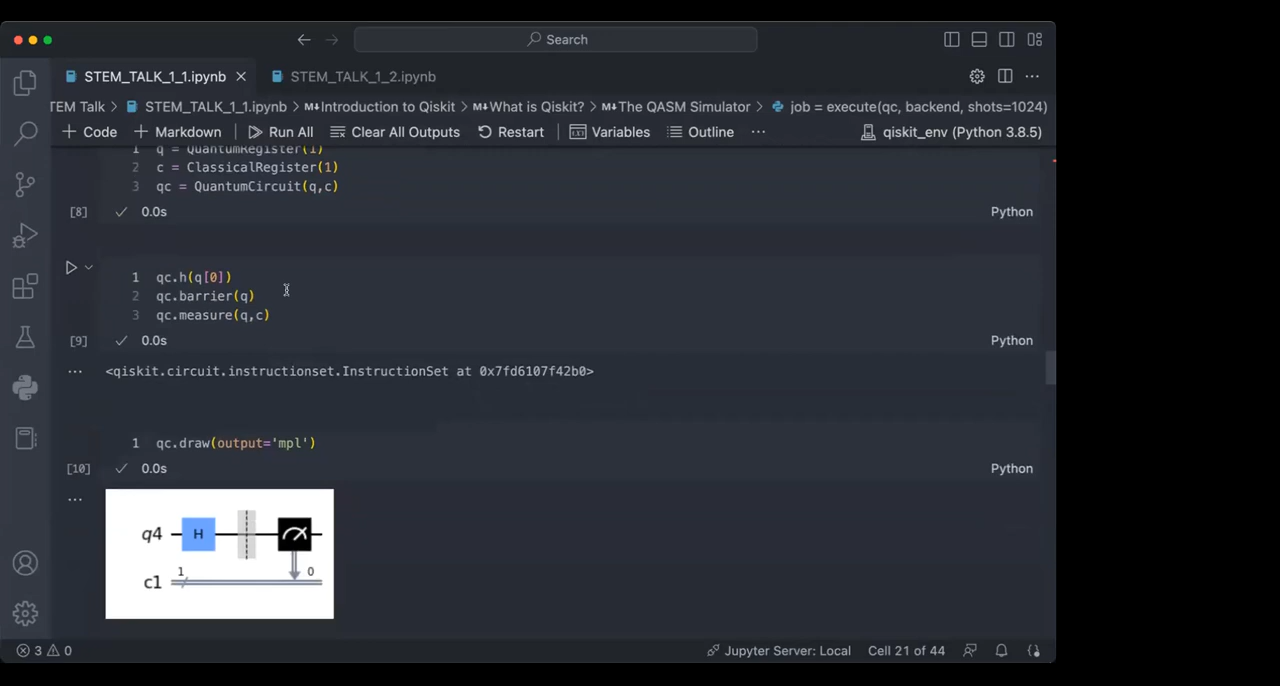 Search
STEM_TALK_1_1.ipynb
STEM_TALK_1_2.ipynb
TEM Talk > STEM_TALK_1_1.ipynb > M↓Introduction to Qiskit > M↓What is Qiskit? > M↓The QASM Simulator > job = execute(qc, backend, shots=1024)
+ Code + Markdown Run All Clear All Outputs Restart Variables Outline ··· qiskit_env (Python 3.8.5)
1 q = QuantumRegister(1)
2 c = ClassicalRegister(1)
3 qc = QuantumCircuit(q,c)
[8] ✓ 0.0s Python
1 qc.h(q[0])
2 qc.barrier(q)
3 qc.measure(q,c)
[9] ✓ 0.0s Python
··· <qiskit.circuit.instructionset.InstructionSet at 0x7fd6107f42b0>
1 qc.draw(output='mpl')
[10] ✓ 0.0s Python
···
q4 H
1 0
c1
3 0 Jupyter Server: Local Cell 21 of 44